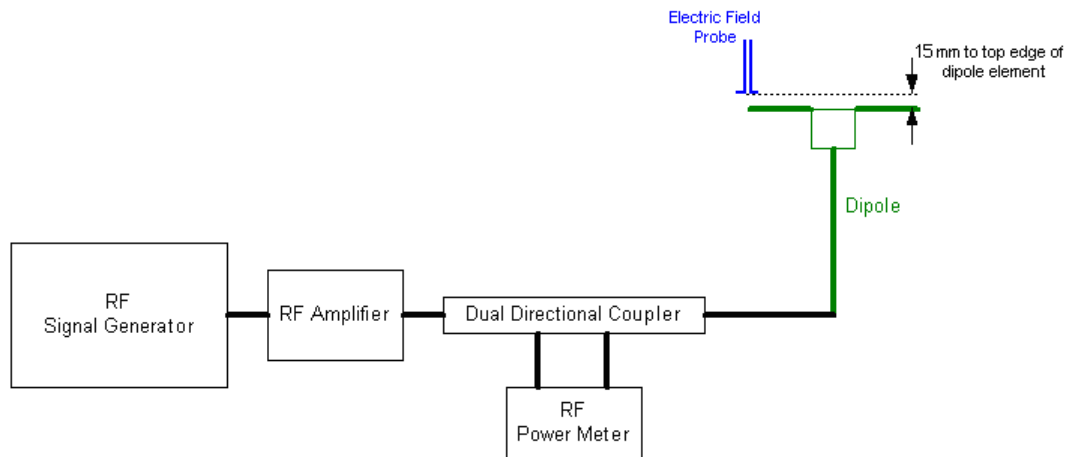 Electric Field
Probe
15 mm to top edge of
dipole element
Dipole
RF
Signal Generator
RF Amplifier
Dual Directional Coupler
RF
Power Meter